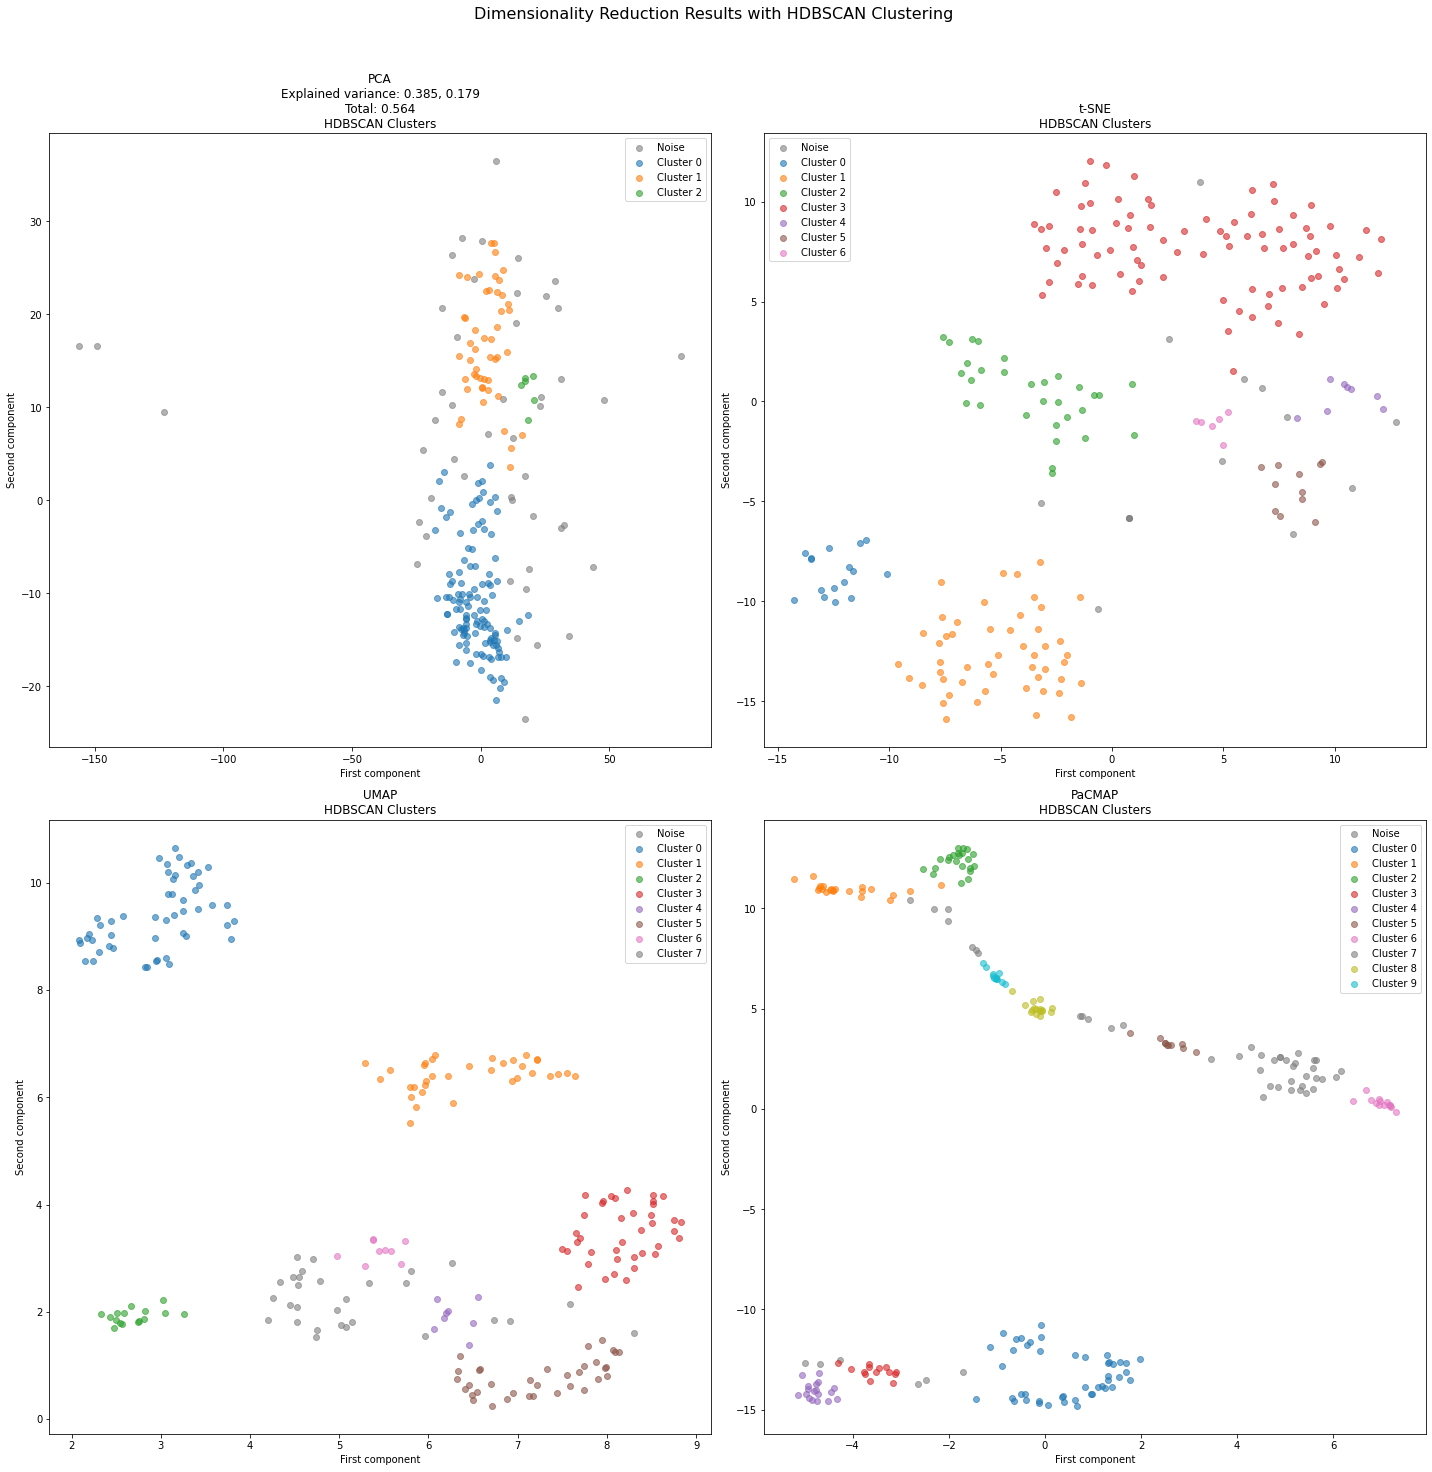 Dimensionality Reduction Results with HDBSCAN Clustering
PCA
Explained variance: 0.385, 0.179
Total: 0.564
HDBSCAN Clusters
Noise
Cluster 0
Cluster 1
Cluster 2
30
20
10
0
−10
−20
Second component
−150
−100
−50
0
50
First component
t-SNE
HDBSCAN Clusters
Noise
Cluster 0
Cluster 1
Cluster 2
Cluster 3
Cluster 4
Cluster 5
Cluster 6
10
5
0
−5
−10
−15
Second component
−15
−10
−5
0
5
10
First component
UMAP
HDBSCAN Clusters
Noise
Cluster 0
Cluster 1
Cluster 2
Cluster 3
Cluster 4
Cluster 5
Cluster 6
Cluster 7
10
8
6
4
2
0
Second component
2
3
4
5
6
7
8
9
First component
PaCMAP
HDBSCAN Clusters
Noise
Cluster 0
Cluster 1
Cluster 2
Cluster 3
Cluster 4
Cluster 5
Cluster 6
Cluster 7
Cluster 8
Cluster 9
10
5
0
−5
−10
−15
Second component
−4
−2
0
2
4
6
First component